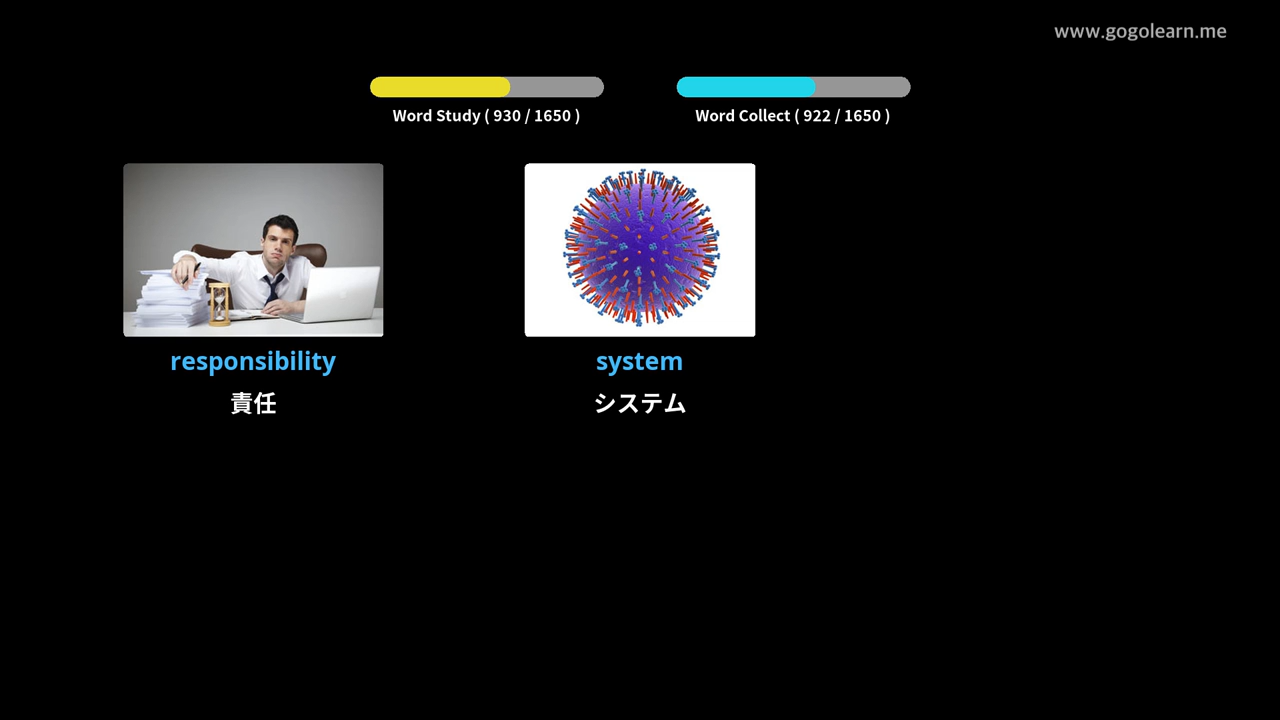 www.gogolearn.me
Word Study ( 930 / 1650 )
Word Collect ( 922 / 1650 )
responsibility
責任
system
システム